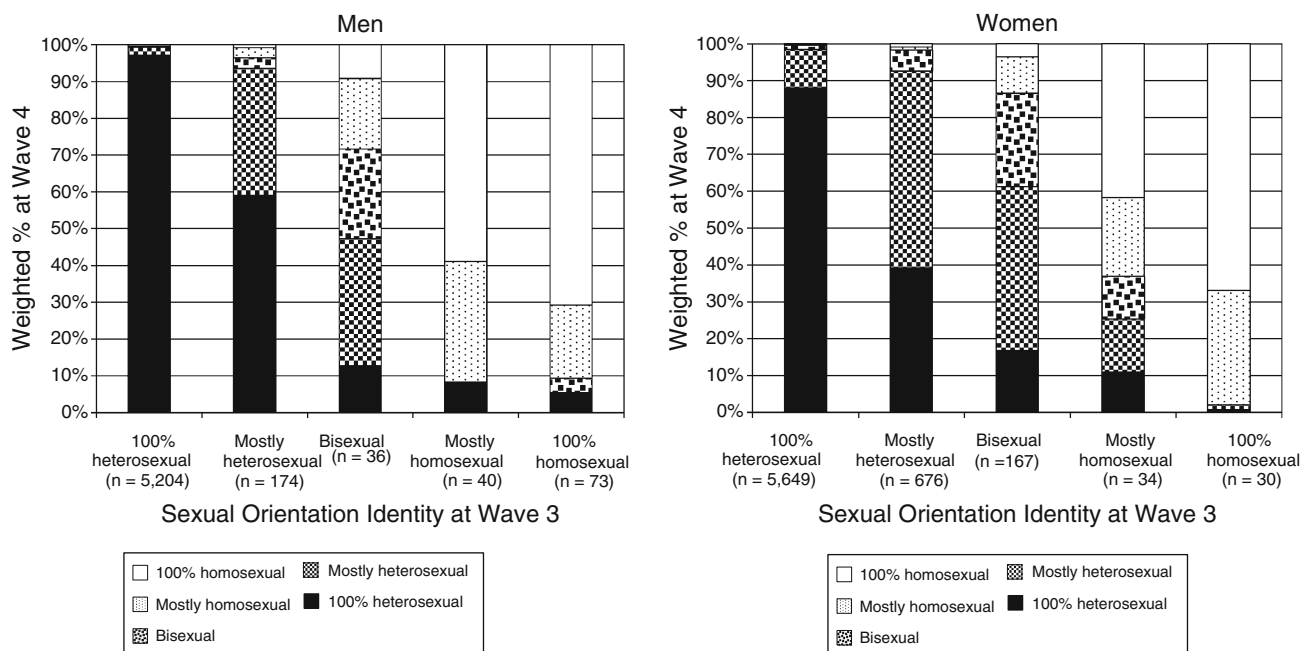 Men
Weighted % at Wave 4
100%
90%
80%
70%
60%
50%
40%
30%
20%
10%
0%
100%
heterosexual
(n = 5,204)
Mostly
heterosexual
(n = 174)
Bisexual
(n = 36)
Mostly
homosexual
(n = 40)
100%
homosexual
(n = 73)
Sexual Orientation Identity at Wave 3
100% homosexual
Mostly heterosexual
Mostly homosexual
100% heterosexual
Bisexual
Women
Weighted % at Wave 4
100%
90%
80%
70%
60%
50%
40%
30%
20%
10%
0%
100%
heterosexual
(n = 5,649)
Mostly
heterosexual
(n = 676)
Bisexual
(n =167)
Mostly
homosexual
(n = 34)
100%
homosexual
(n = 30)
Sexual Orientation Identity at Wave 3
100% homosexual
Mostly heterosexual
Mostly homosexual
100% heterosexual
Bisexual